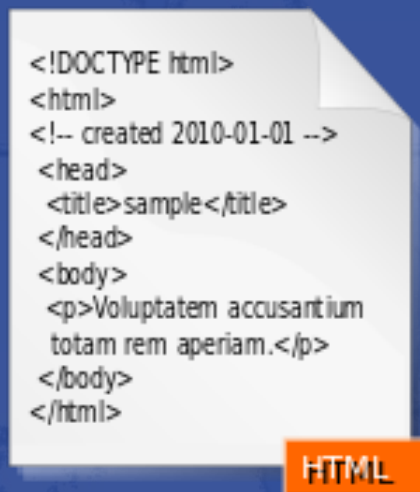 <!DOCTYPE html>
<html>
<!-- created 2010-01-01 -->
<head>
<title>sample</title>
</head>
<body>
<p>Voluptatem accusantium
totam rem aperiam.</p>
</body>
</html>
HTML